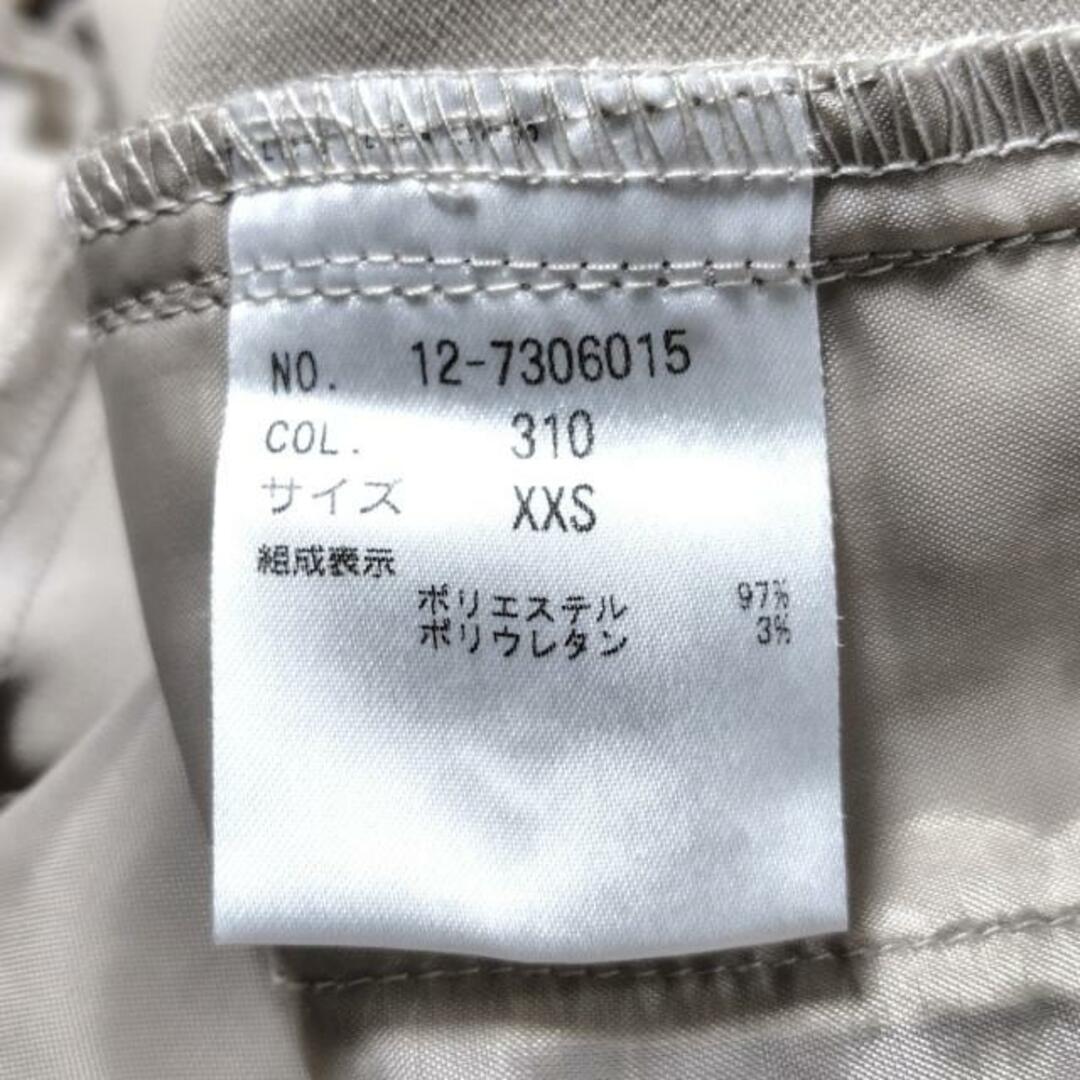 NO. 12-7306015
COL. 310
サイズ XXS
組成表示
ポリエステル 97%
ポリウレタン 3%